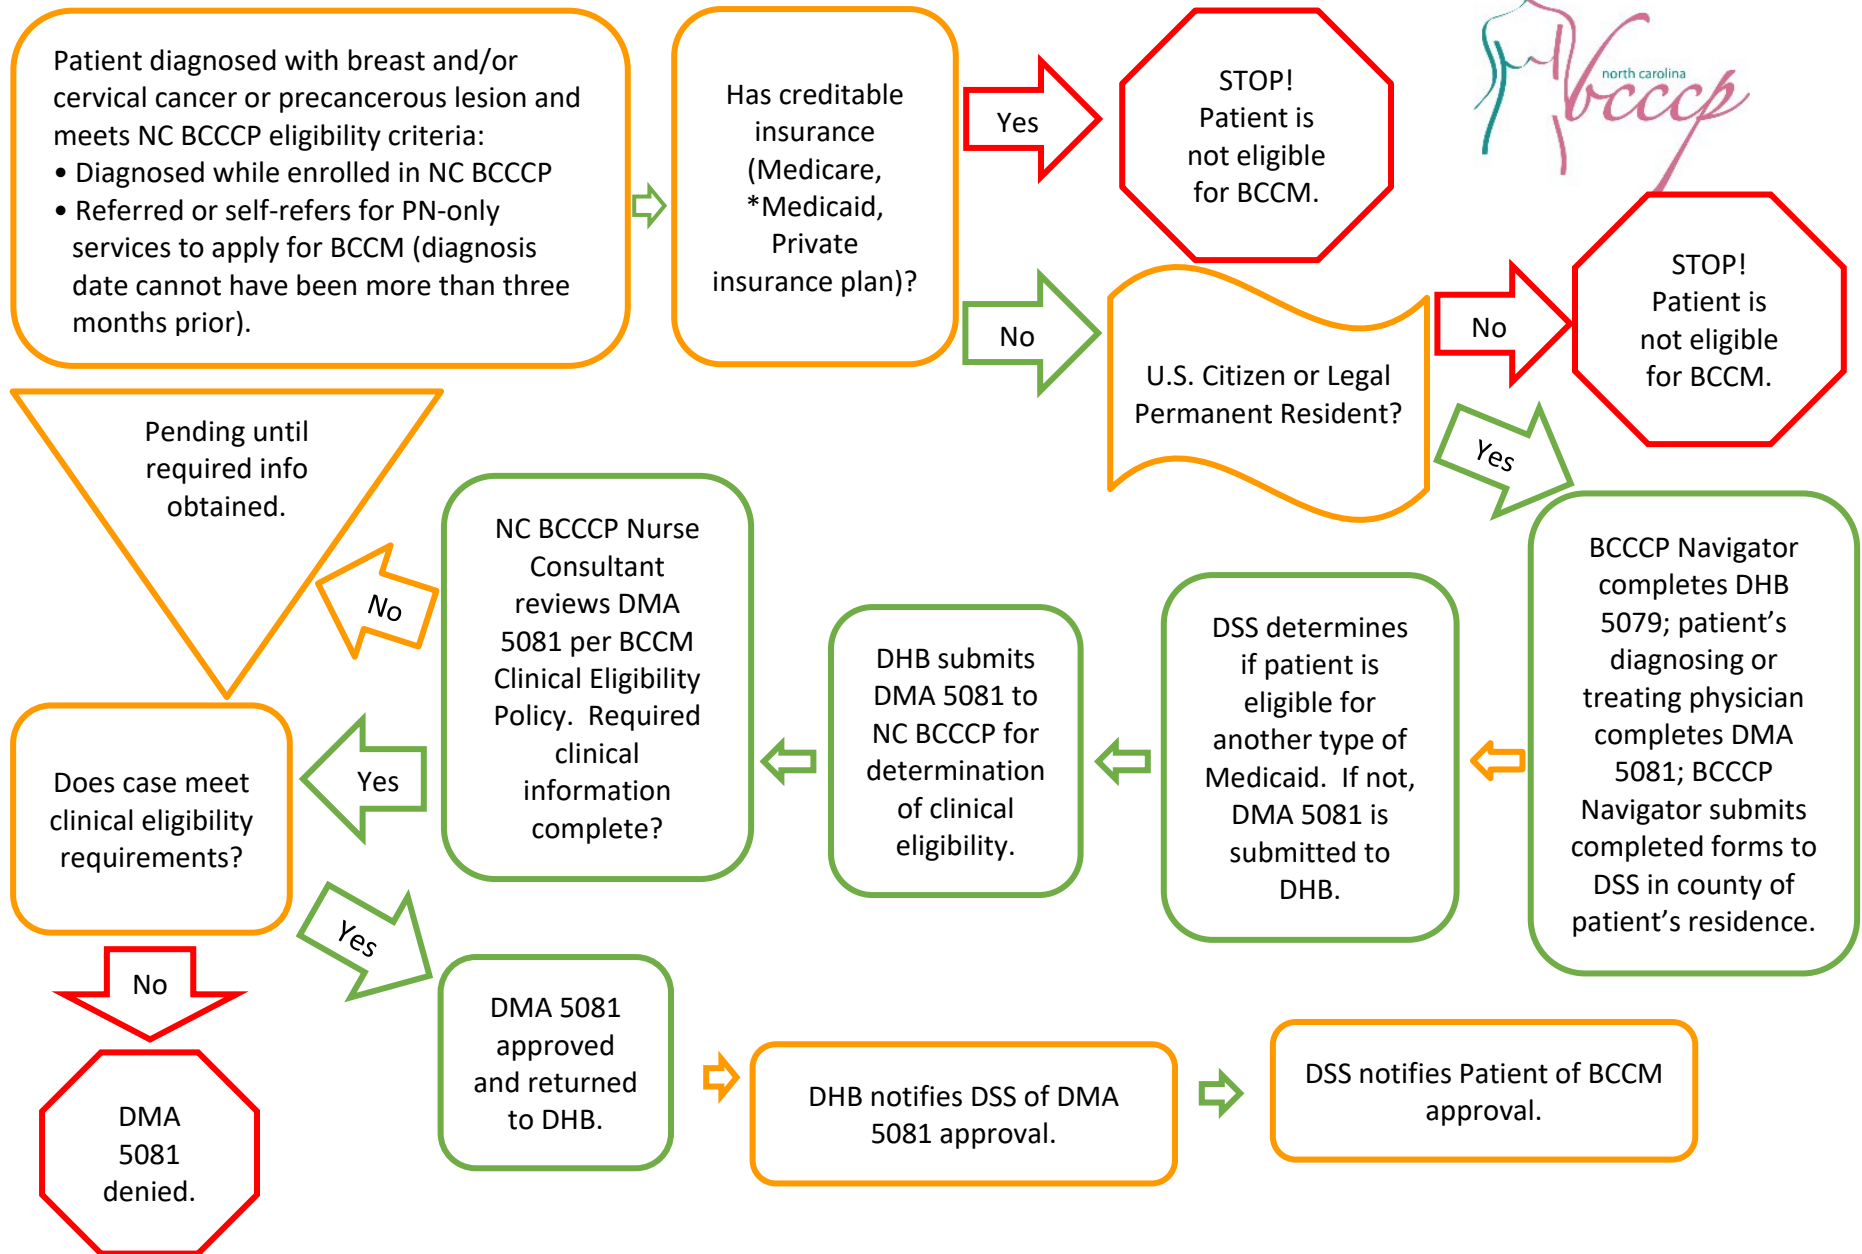 Patient diagnosed with breast and/or
cervical cancer or precancerous lesion and
meets NC BCCCP eligibility criteria:
• Diagnosed while enrolled in NC BCCCP
• Referred or self-refers for PN-only
services to apply for BCCM (diagnosis
date cannot have been more than three
months prior).
Has creditable
insurance
(Medicare,
*Medicaid,
Private
insurance plan)?
Yes
STOP!
Patient is
not eligible
for BCCM.
north carolina
bcccp
No
U.S. Citizen or Legal
Permanent Resident?
No
STOP!
Patient is
not eligible
for BCCM.
Yes
BCCCP Navigator
completes DHB
5079; patient’s
diagnosing or
treating physician
completes DMA
5081; BCCCP
Navigator submits
completed forms to
DSS in county of
patient’s residence.
DSS determines
if patient is
eligible for
another type of
Medicaid.  If not,
DMA 5081 is
submitted to
DHB.
DHB submits
DMA 5081 to
NC BCCCP for
determination
of clinical
eligibility.
NC BCCCP Nurse
Consultant
reviews DMA
5081 per BCCM
Clinical Eligibility
Policy.  Required
clinical
information
complete?
No
Pending until
required info
obtained.
Yes
Does case meet
clinical eligibility
requirements?
No
DMA
5081
denied.
Yes
DMA 5081
approved
and returned
to DHB.
DHB notifies DSS of DMA
5081 approval.
DSS notifies Patient of BCCM
approval.